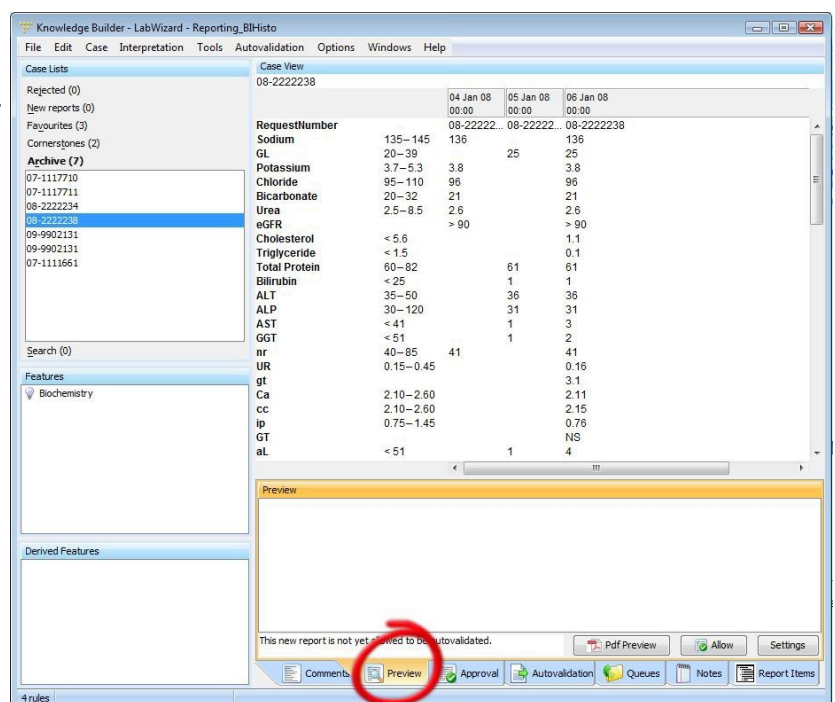 Knowledge Builder - LabWizard - Reporting_BIHisto
File Edit Case Interpretation Tools Autovalidation Options Windows Help
Case Lists
Rejected (0)
New reports (0)
Favourites (3)
Cornerstones (2)
Archive (7)
07-1117710
07-1117711
08-2222234
08-2222238
09-9902131
09-9902131
07-1111661
Search (0)
Features
Biochemistry
Derived Features
Case View
08-2222238
04 Jan 08 05 Jan 08 06 Jan 08
00:00 00:00 00:00
RequestNumber 08-22222... 08-22222... 08-2222238
Sodium 135–145 136 136
GL 20–39 25 25
Potassium 3.7–5.3 3.8 3.8
Chloride 95–110 96 96
Bicarbonate 20–32 21 21
Urea 2.5–8.5 2.6 2.6
eGFR > 90 > 90
Cholesterol < 5.6 1.1
Triglyceride < 1.5 0.1
Total Protein 60–82 61 61
Bilirubin < 25 1 1
ALT 35–50 36 36
ALP 30–120 31 31
AST < 41 1 3
GGT < 51 1 2
nr 40–85 41 41
UR 0.15–0.45 0.16
gt 3.1
Ca 2.10–2.60 2.11
cc 2.10–2.60 2.15
ip 0.75–1.45 0.76
GT NS
aL < 51 1 4
Preview
This new report is not yet allowed to be autovalidated.
Pdf Preview Allow Settings
Comments Preview Approval Autovalidation Queues Notes Report Items
4 rules